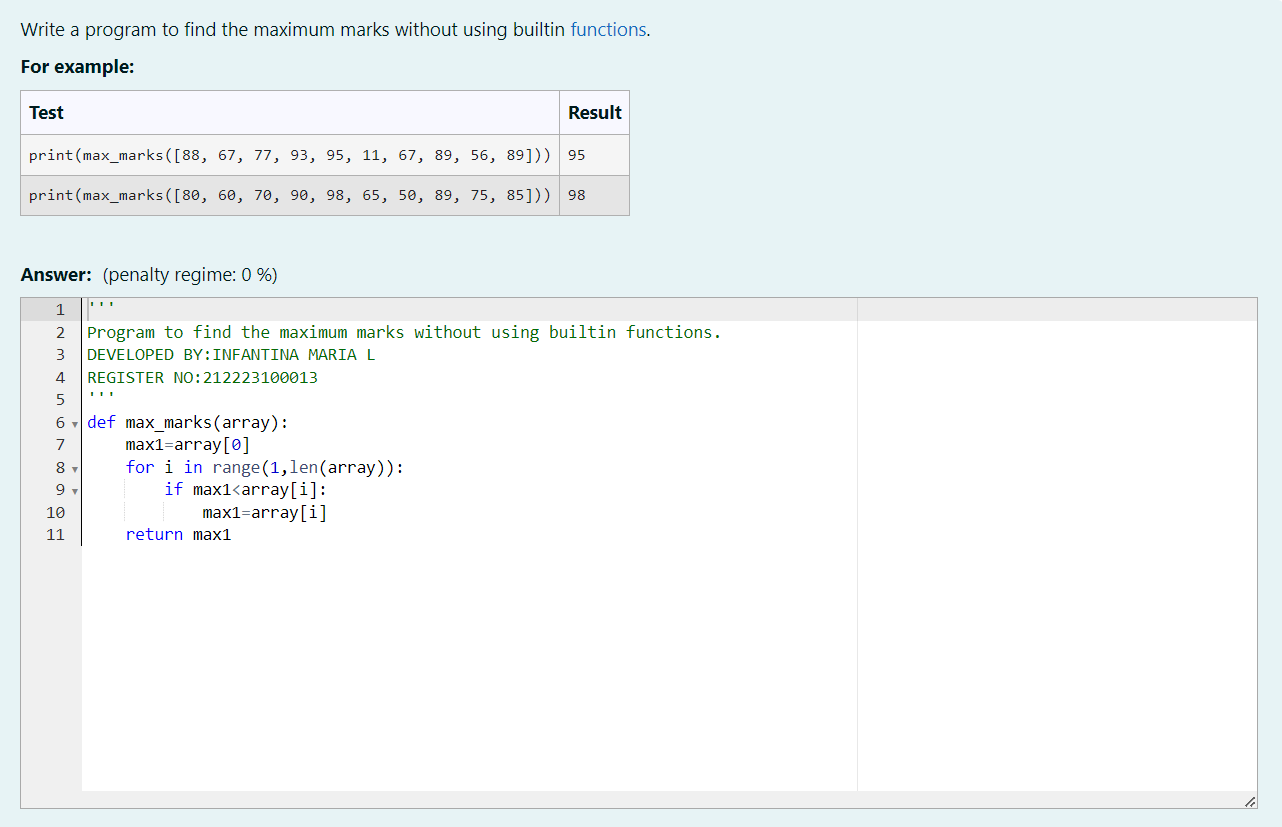 Write a program to find the maximum marks without using builtin functions.
For example:
Test Result
print(max_marks([88, 67, 77, 93, 95, 11, 67, 89, 56, 89])) 95
print(max_marks([80, 60, 70, 90, 98, 65, 50, 89, 75, 85])) 98
Answer: (penalty regime: 0 %)
1 '''
2 Program to find the maximum marks without using builtin functions.
3 DEVELOPED BY:INFANTINA MARIA L
4 REGISTER NO:212223100013
5 '''
6 def max_marks(array):
7     max1=array[0]
8     for i in range(1,len(array)):
9         if max1<array[i]:
10             max1=array[i]
11     return max1